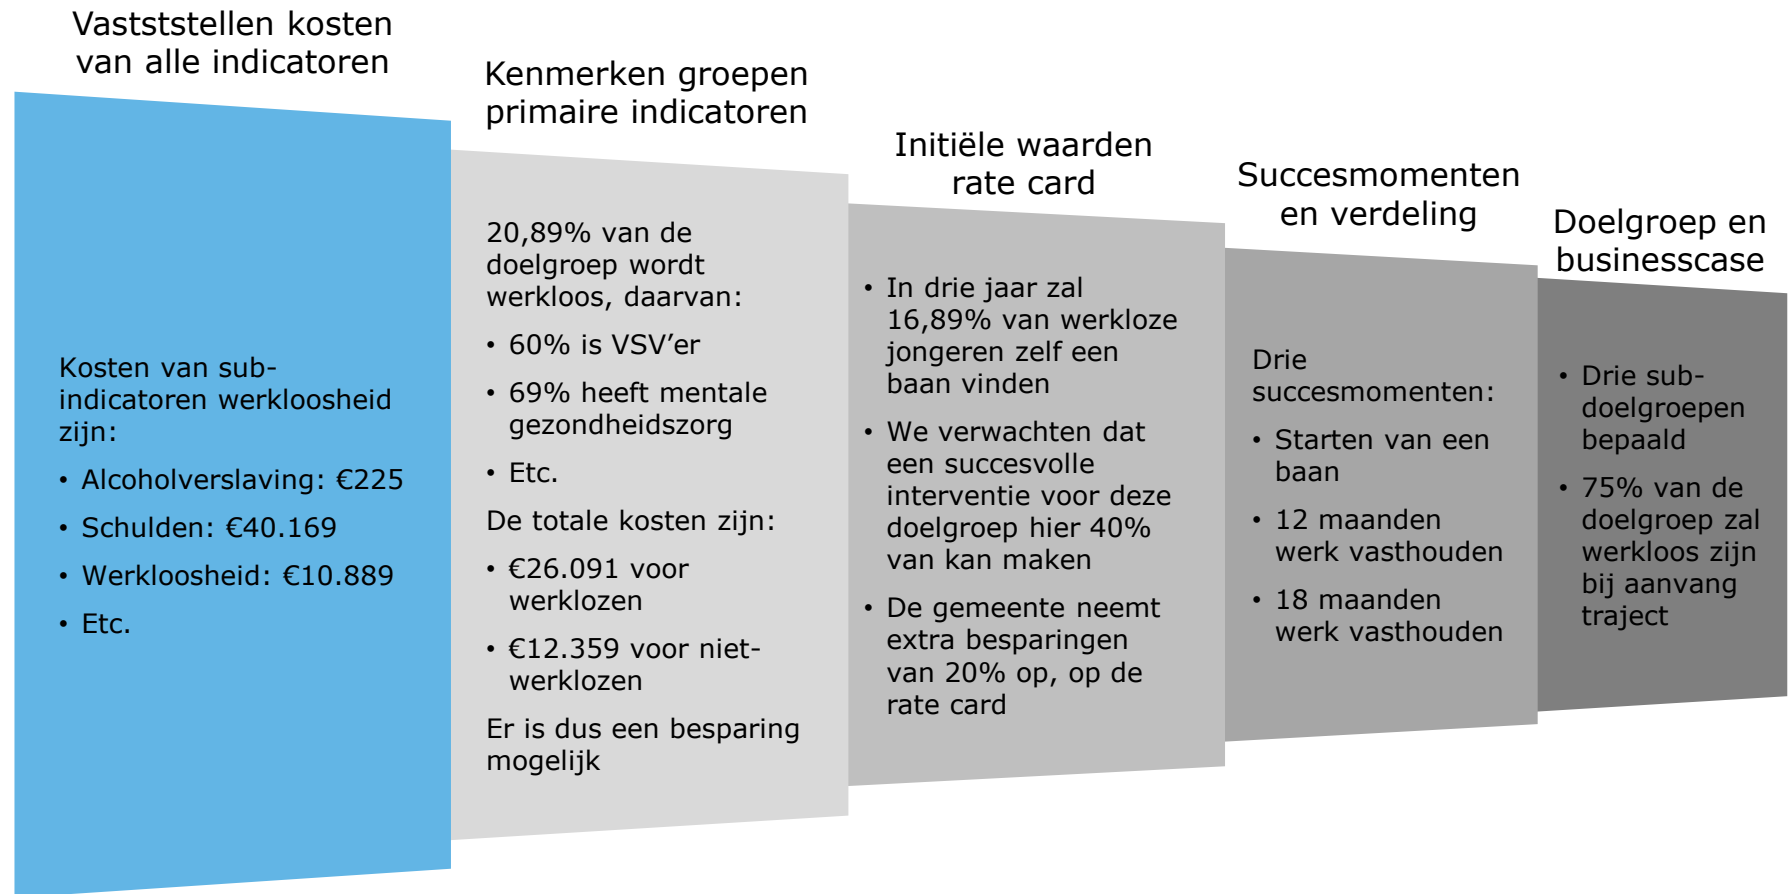 Vastststellen kosten
van alle indicatoren
Kosten van sub-
indicatoren werkloosheid
zijn:
• Alcoholverslaving: €225
• Schulden: €40.169
• Werkloosheid: €10.889
• Etc.
Kenmerken groepen
primaire indicatoren
20,89% van de
doelgroep wordt
werkloos, daarvan:
• 60% is VSV’er
• 69% heeft mentale
gezondheidszorg
• Etc.
De totale kosten zijn:
• €26.091 voor
werklozen
• €12.359 voor niet-
werklozen
Er is dus een besparing
mogelijk
Initiële waarden
rate card
• In drie jaar zal
16,89% van werkloze
jongeren zelf een
baan vinden
• We verwachten dat
een succesvolle
interventie voor deze
doelgroep hier 40%
van kan maken
• De gemeente neemt
extra besparingen
van 20% op, op de
rate card
Succesmomenten
en verdeling
Drie
succesmomenten:
• Starten van een
baan
• 12 maanden
werk vasthouden
• 18 maanden
werk vasthouden
Doelgroep en
businesscase
• Drie sub-
doelgroepen
bepaald
• 75% van de
doelgroep zal
werkloos zijn
bij aanvang
traject